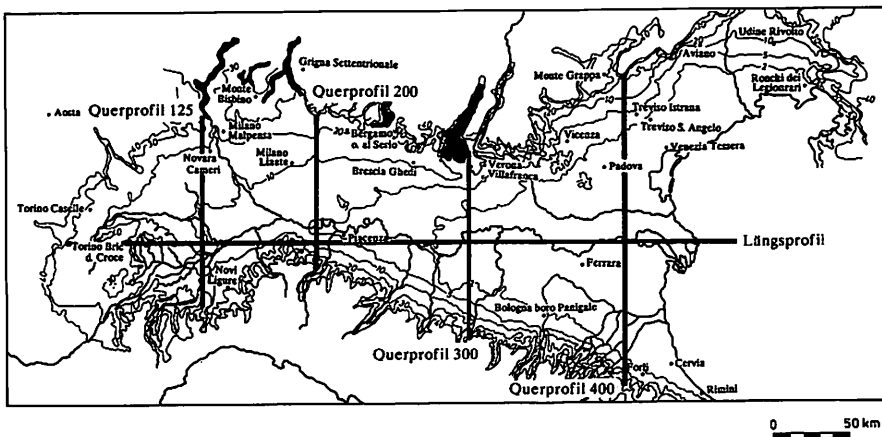 Udine Rivolto
Aviano
Grigna Settentrionale
Monte Grappa
Ronchi dei
Legionari
Monte
Bisbino
Querprofil 200
Aosta
Querprofil 125
Treviso Istrana
Milano
Malpensa
Bergamo
o. al Serio
Vicenza
Treviso S. Angelo
Venezia Tessera
Novara
Cameri
Milano
Linate
Brescia Ghedi
Verona
Villafranca
Padova
Torino Caselle
Torino Bric
d. Croce
Piacenza
Längsprofil
Ferrara
Novi
Ligure
Bologna boro Panigale
Querprofil 300
Forli
Cervia
Querprofil 400
Rimini
0 50 km